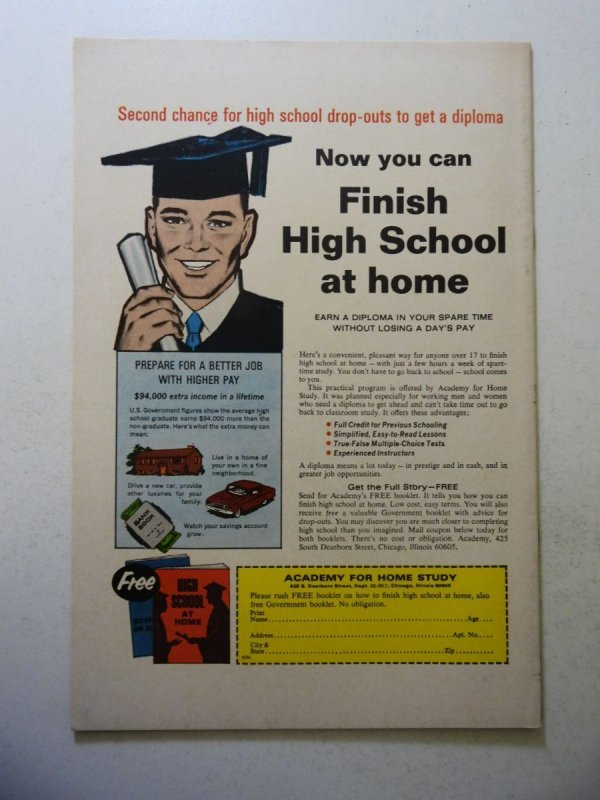 Second chance for high school drop-outs to get a diploma
Now you can
Finish
High School
at home
EARN A DIPLOMA IN YOUR SPARE TIME
WITHOUT LOSING A DAY'S PAY
Here's a convenient, pleasant way for anyone over 17 to finish
high school at home — with just a few hours a week of spare-
time study. You don't have to go back to school — school comes
to you.
This practical program is offered by Academy for Home
Study. It was planned especially for working men and women
who need a diploma to get ahead and can't take time out to go
back to classroom study. It offers these advantages:
• Full Credit for Previous Schooling
• Simplified, Easy-to-Read Lessons
• True-False Multiple-Choice Tests
• Experienced Instructors
A diploma means a lot today — in prestige and in cash, and in
greater job opportunities.
Get the Full Story—FREE
Send for Academy's FREE booklet. It tells you how you can
finish high school at home. Low cost, easy terms. You will also
receive free a valuable Government booklet with advice for
drop-outs. You may discover you are much closer to completing
high school than you imagined. Mail coupon below today for
both booklets. There's no cost or obligation. Academy, 425
South Dearborn Street, Chicago, Illinois 60605.
PREPARE FOR A BETTER JOB
WITH HIGHER PAY
$94,000 extra income in a lifetime
U.S. Government figures show the average high
school graduate earns $94,000 more than the
non-graduate. Here's what the extra money can
mean:
Live in a home of
your own in a fine
neighborhood.
Drive a new car, provide
other luxuries for your
family.
BANK
BOOK
Watch your savings account
grow.
Free
HIGH
SCHOOL
AT
HOME
ACADEMY FOR HOME STUDY
425 S. Dearborn Street, Dept. Chicago, Illinois 60605
Please rush FREE booklet on how to finish high school at home, also
free Government booklet. No obligation.
Print
Name Age
Address Apt. No.
City &
State Zip